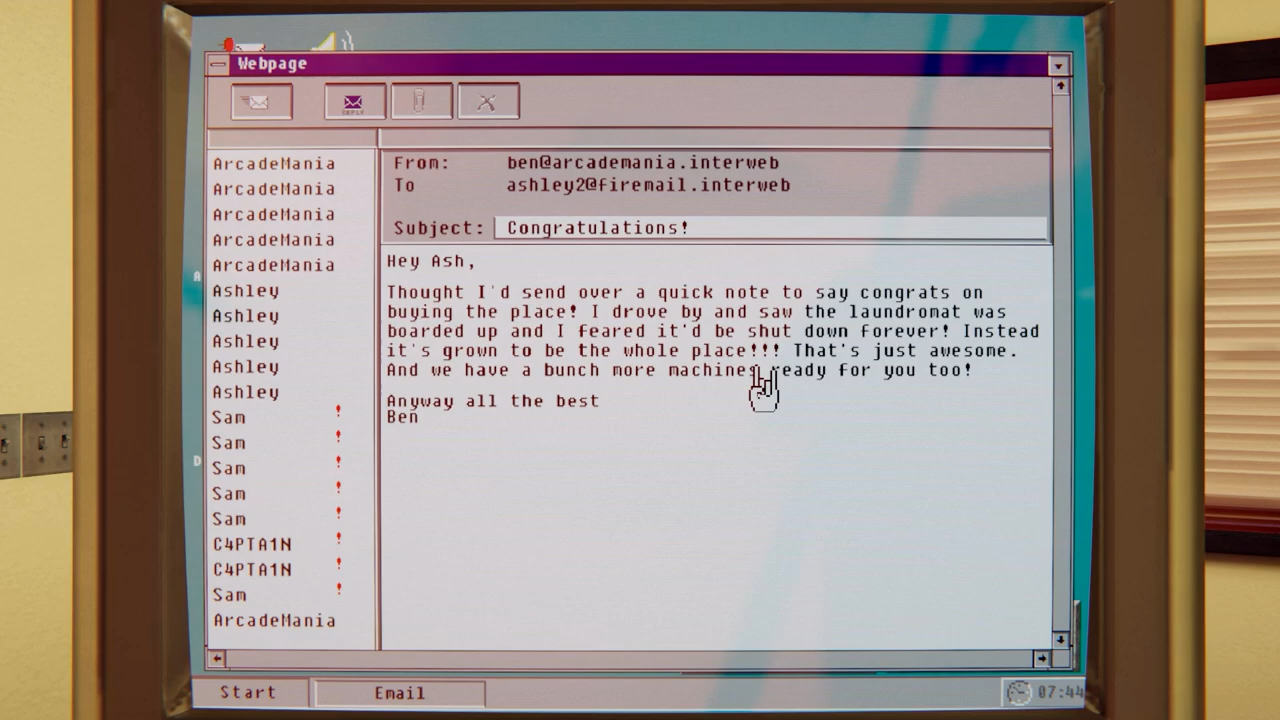 Webpage
REPLY
ArcadeMania
ArcadeMania
ArcadeMania
ArcadeMania
ArcadeMania
Ashley
Ashley
Ashley
Ashley
Ashley
Sam !
Sam !
Sam !
Sam !
Sam !
C4PTA1N !
C4PTA1N !
Sam !
ArcadeMania
From: ben@arcademania.interweb
To ashley2@firemail.interweb
Subject: Congratulations!
Hey Ash,
Thought I'd send over a quick note to say congrats on
buying the place! I drove by and saw the laundromat was
boarded up and I feared it'd be shut down forever! Instead
it's grown to be the whole place!!! That's just awesome.
And we have a bunch more machines ready for you too!
Anyway all the best
Ben
A
D
Start
Email
07:44